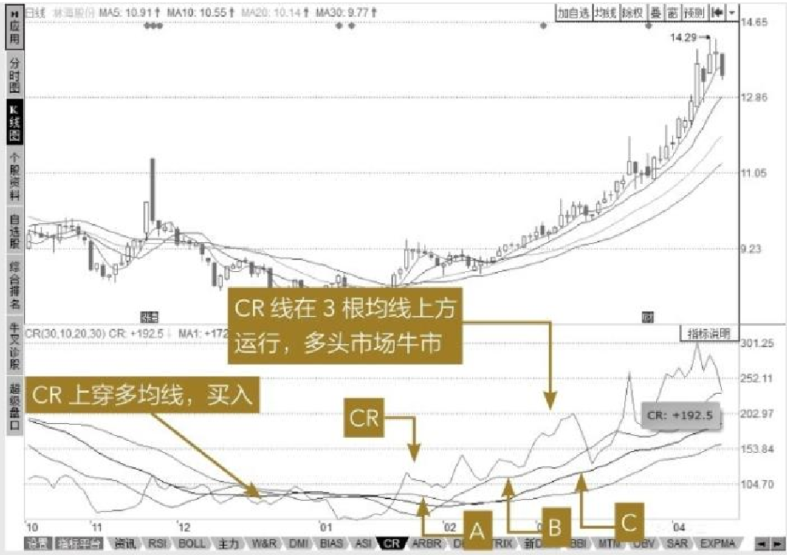 应用
分时图
K线图
个股资料
自选股
综合排名
牛叉诊股
超级盘口
日线 林海股份 MA5: 10.91↑ MA10: 10.55↑ MA20: 10.14↑ MA30: 9.77↑
加自选 均线 除权 叠 窗 预测
14.65
14.29
12.86
11.05
9.23
CR(30,10,20,30) CR: +192.5↓ MA1: +172
指标说明
CR 线在 3 根均线上方
运行，多头市场牛市
CR 上穿多均线，买入
CR
CR: +192.5
301.25
252.11
202.97
153.84
104.70
A
B
C
10 11 12 01 02 04
设置 指标平台 资讯 RSI BOLL 主力 W&R DMI BIAS ASI CR ARBR TRIX BBI MTM OBV SAR EXPMA